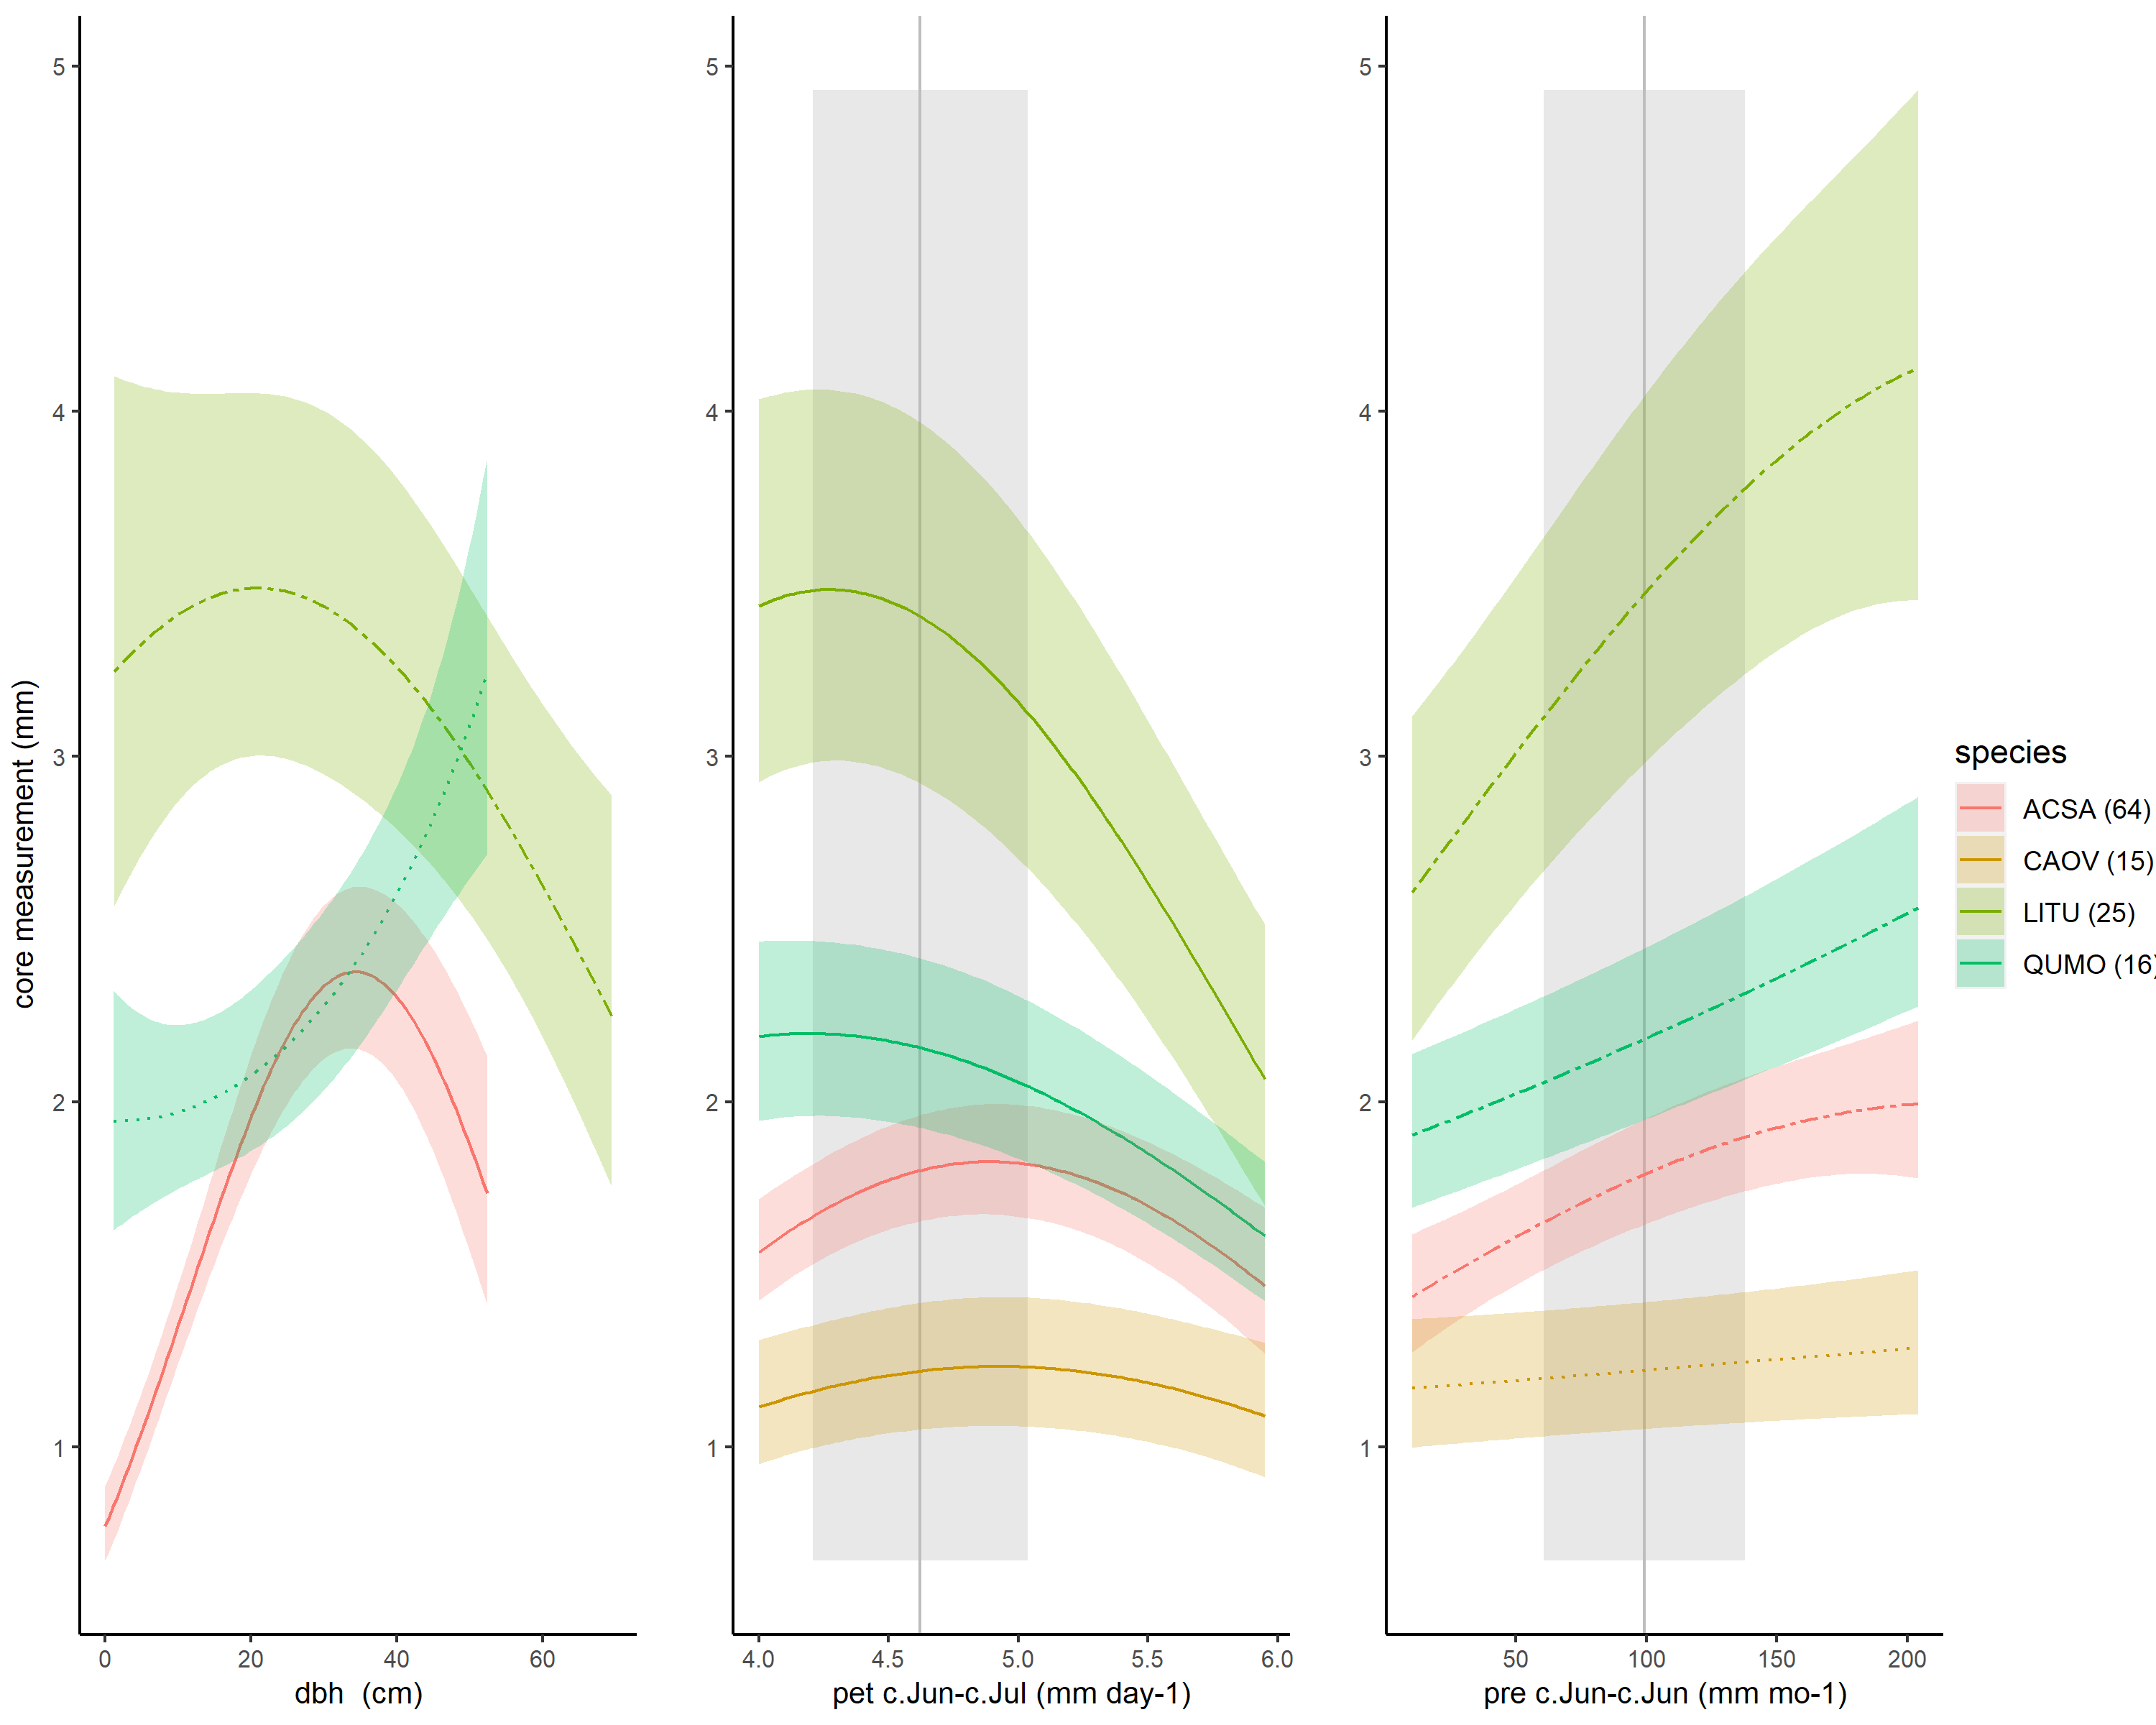 core measurement (mm)
5
4
3
2
1
0 20 40 60
dbh  (cm)
5
4
3
2
1
4.0 4.5 5.0 5.5 6.0
pet c.Jun-c.Jul (mm day-1)
5
4
3
2
1
50 100 150 200
pre c.Jun-c.Jun (mm mo-1)
species
ACSA (64)
CAOV (15)
LITU (25)
QUMO (16)